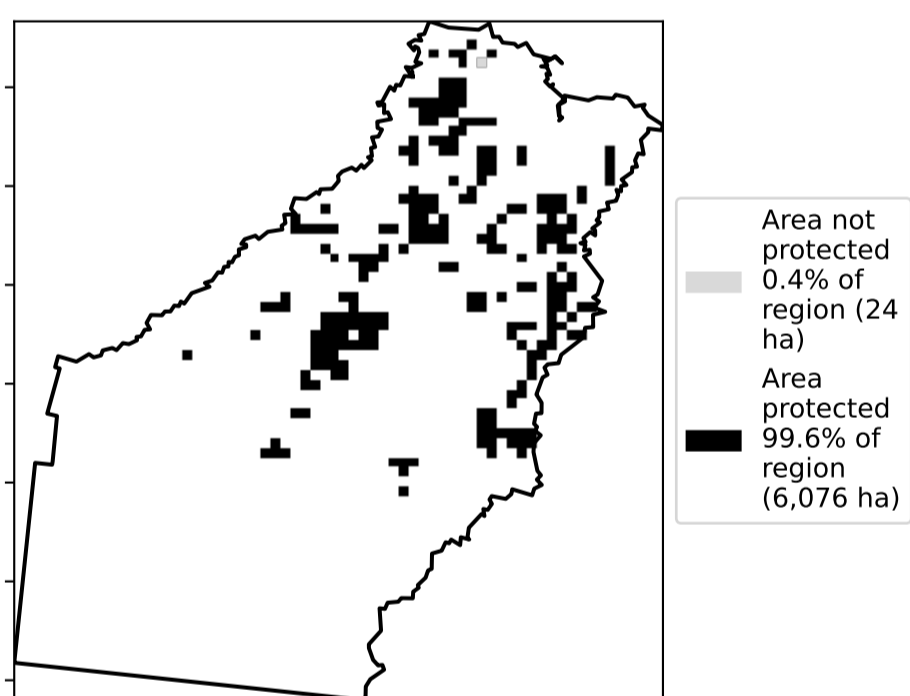 Area not
protected
0.4% of
region (24
ha)
Area
protected
99.6% of
region
(6,076 ha)